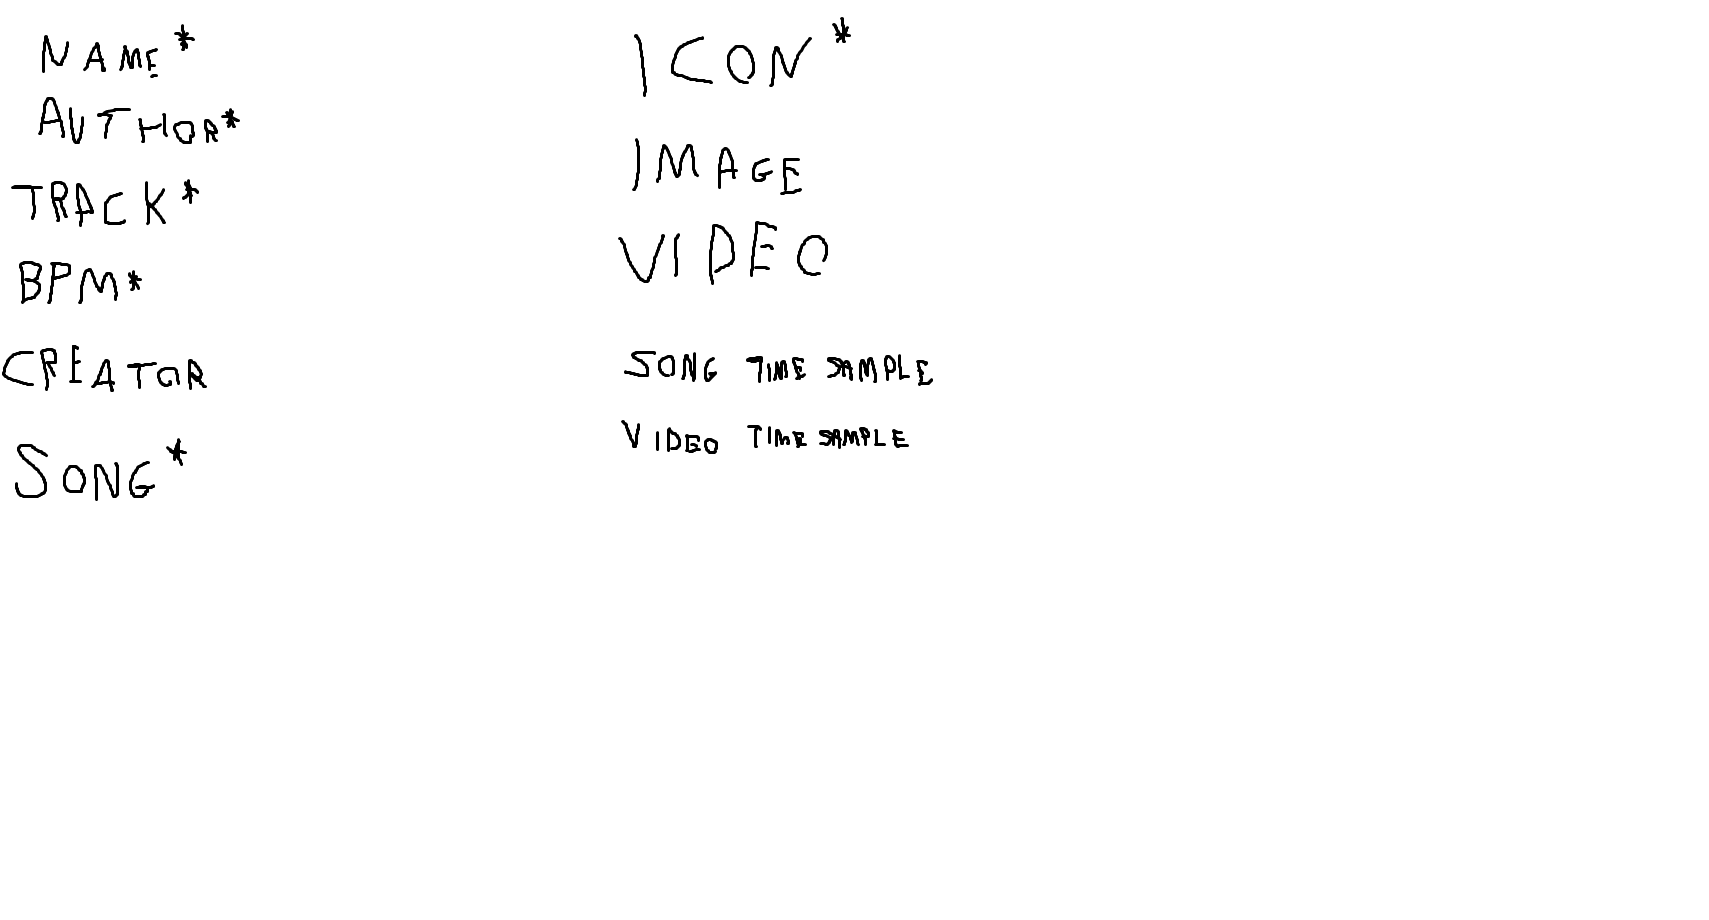 NAME*
AUTHOR*
TRACK*
BPM*
CREATOR
SONG*
ICON*
IMAGE
VIDEO
SONG TIME SAMPLE
VIDEO TIME SAMPLE